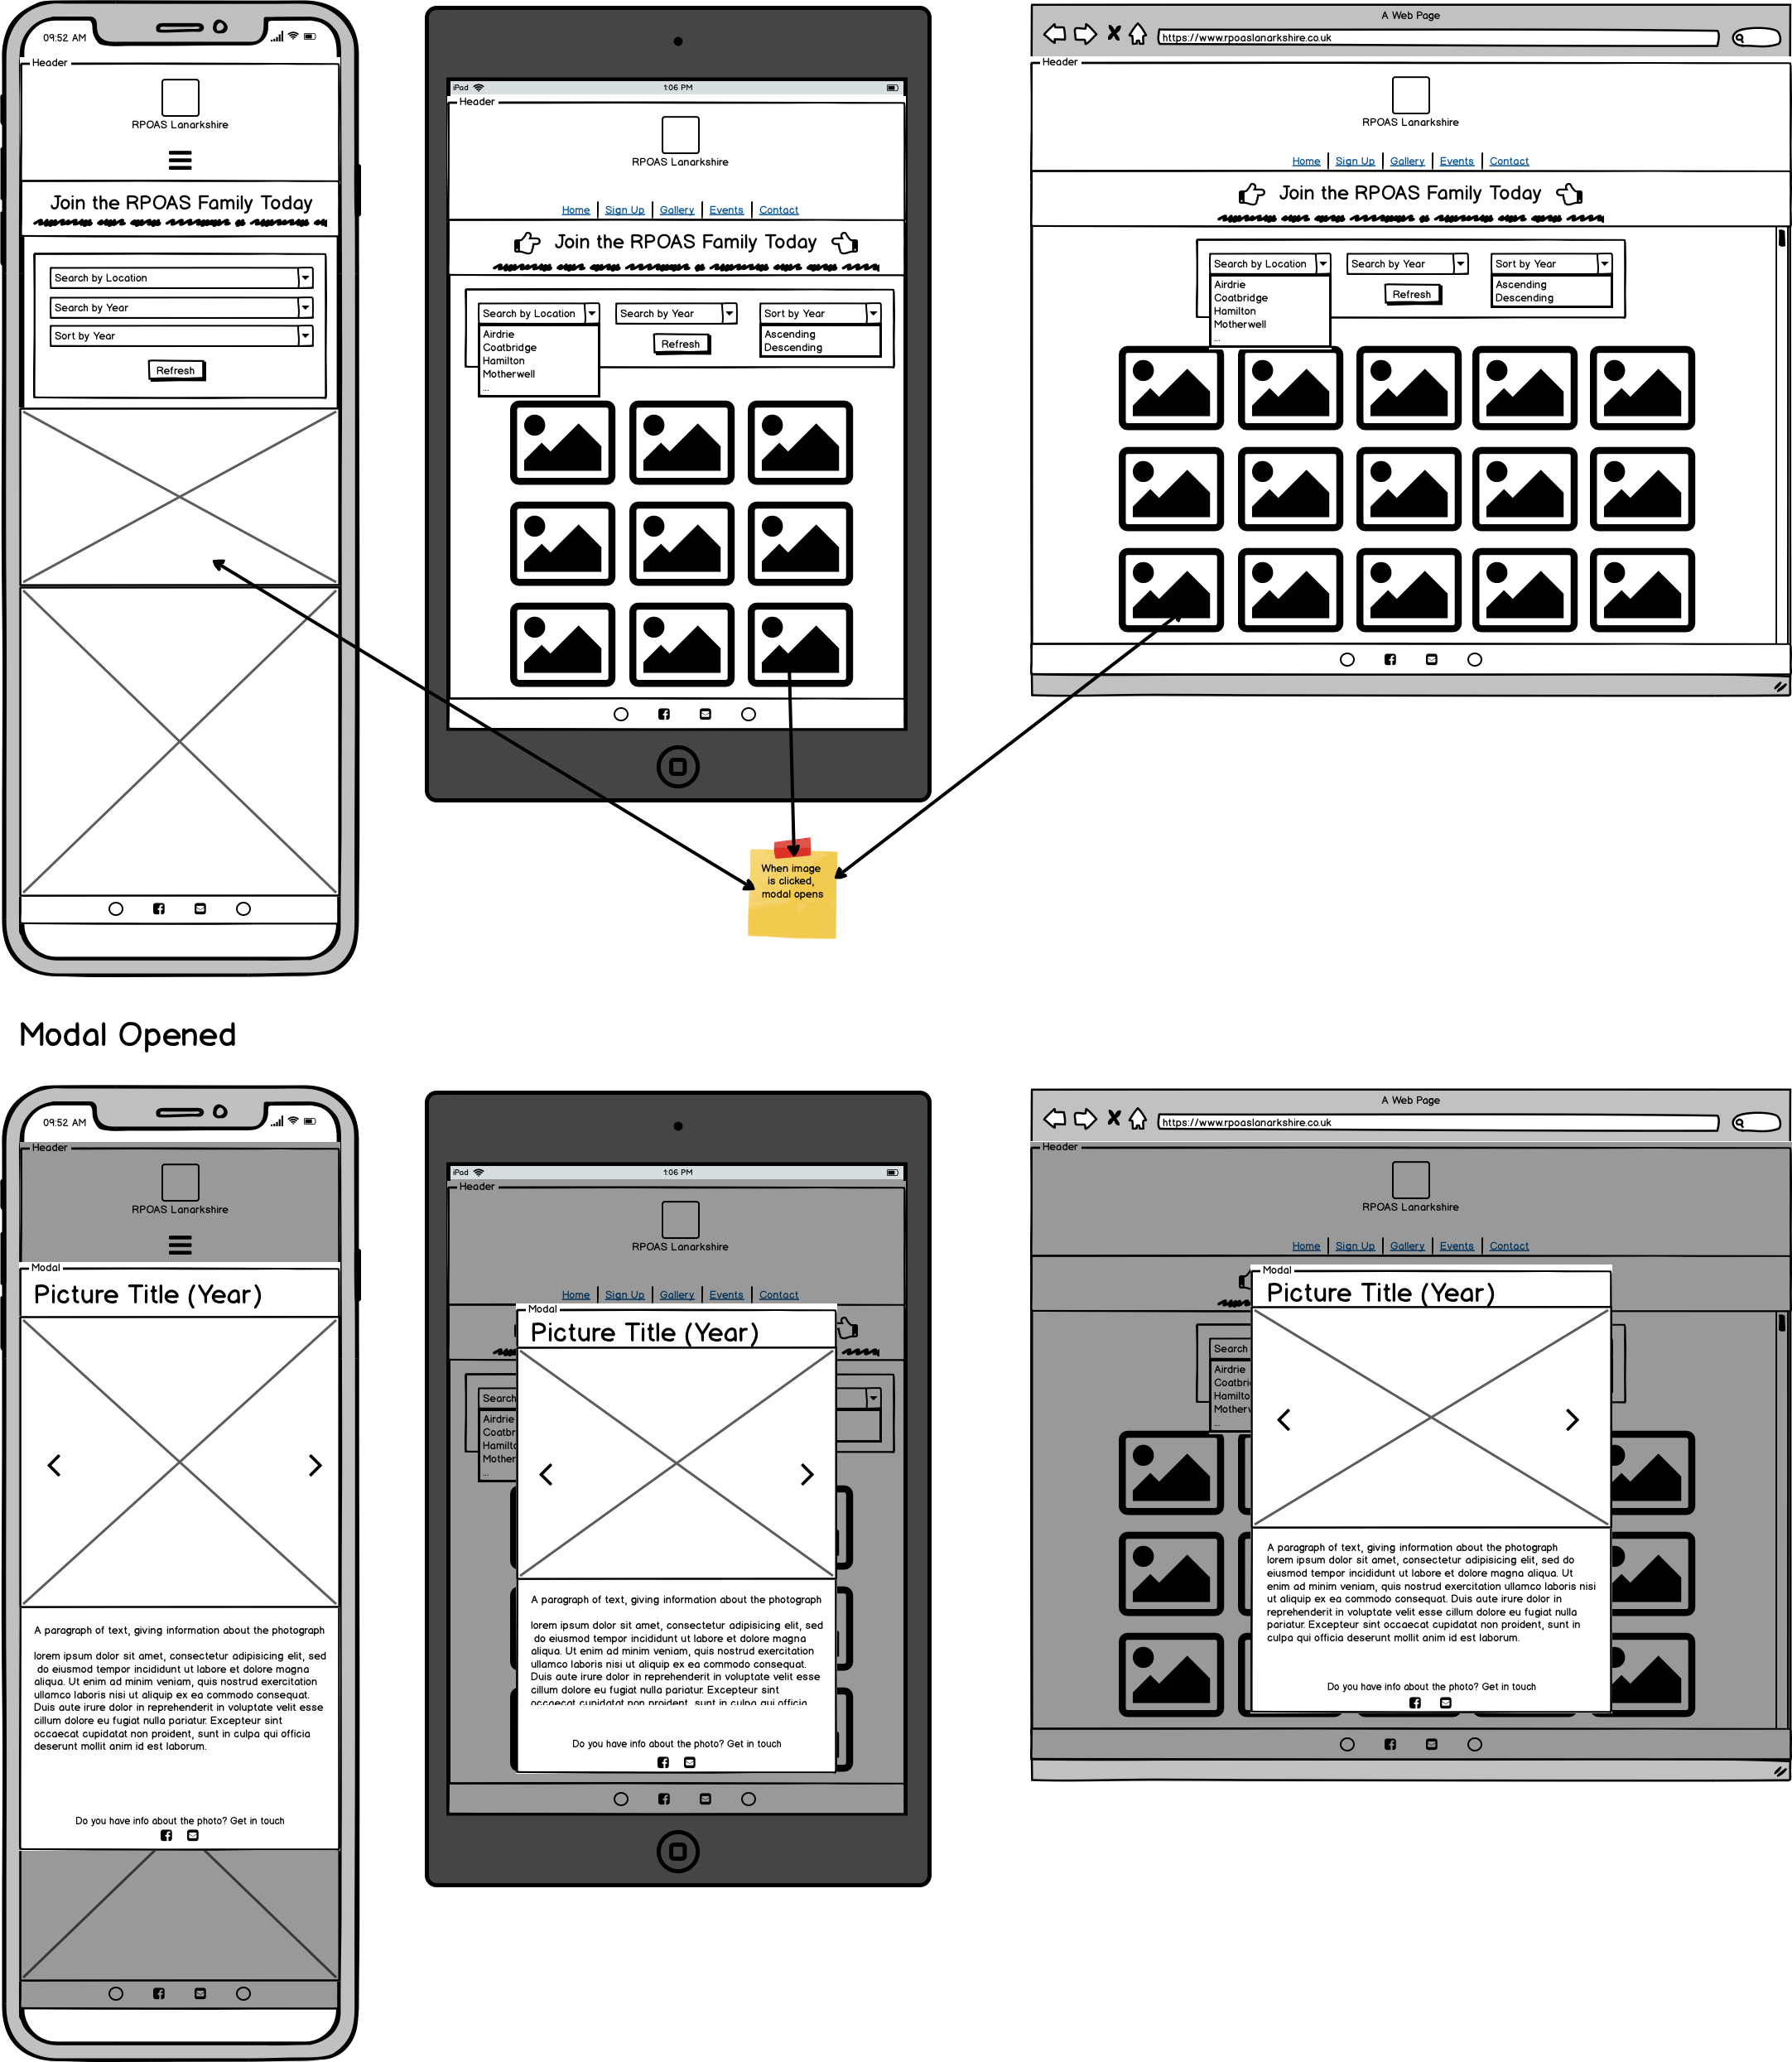 09:52 AM
Header
RPOAS Lanarkshire
Join the RPOAS Family Today
Search by Location
Search by Year
Sort by Year
Refresh
iPad
1:06 PM
Header
RPOAS Lanarkshire
Home
Sign Up
Gallery
Events
Contact
Join the RPOAS Family Today
Search by Location
Search by Year
Sort by Year
Airdrie
Coatbridge
Hamilton
Motherwell
...
Refresh
Ascending
Descending
A Web Page
https://www.rpoaslanarkshire.co.uk
Header
RPOAS Lanarkshire
Home
Sign Up
Gallery
Events
Contact
Join the RPOAS Family Today
Search by Location
Search by Year
Sort by Year
Airdrie
Coatbridge
Hamilton
Motherwell
...
Refresh
Ascending
Descending
When image
is clicked,
modal opens
Modal Opened
09:52 AM
Header
RPOAS Lanarkshire
Modal
Picture Title (Year)
A paragraph of text, giving information about the photograph
lorem ipsum dolor sit amet, consectetur adipisicing elit, sed
do eiusmod tempor incididunt ut labore et dolore magna
aliqua. Ut enim ad minim veniam, quis nostrud exercitation
ullamco laboris nisi ut aliquip ex ea commodo consequat.
Duis aute irure dolor in reprehenderit in voluptate velit esse
cillum dolore eu fugiat nulla pariatur. Excepteur sint
occaecat cupidatat non proident, sunt in culpa qui officia
deserunt mollit anim id est laborum.
Do you have info about the photo? Get in touch
iPad
1:06 PM
Header
RPOAS Lanarkshire
Home
Sign Up
Gallery
Events
Contact
Modal
Picture Title (Year)
Search
Airdrie
Coatbr
Hamilto
Mother
...
A paragraph of text, giving information about the photograph
lorem ipsum dolor sit amet, consectetur adipisicing elit, sed
do eiusmod tempor incididunt ut labore et dolore magna
aliqua. Ut enim ad minim veniam, quis nostrud exercitation
ullamco laboris nisi ut aliquip ex ea commodo consequat.
Duis aute irure dolor in reprehenderit in voluptate velit esse
cillum dolore eu fugiat nulla pariatur. Excepteur sint
occaecat cupidatat non proident, sunt in culpa qui officia
Do you have info about the photo? Get in touch
A Web Page
https://www.rpoaslanarkshire.co.uk
Header
RPOAS Lanarkshire
Home
Sign Up
Gallery
Events
Contact
Modal
Picture Title (Year)
Search
Airdrie
Coatbri
Hamilto
Mother
...
A paragraph of text, giving information about the photograph
lorem ipsum dolor sit amet, consectetur adipisicing elit, sed do
eiusmod tempor incididunt ut labore et dolore magna aliqua. Ut
enim ad minim veniam, quis nostrud exercitation ullamco laboris nisi
ut aliquip ex ea commodo consequat. Duis aute irure dolor in
reprehenderit in voluptate velit esse cillum dolore eu fugiat nulla
pariatur. Excepteur sint occaecat cupidatat non proident, sunt in
culpa qui officia deserunt mollit anim id est laborum.
Do you have info about the photo? Get in touch